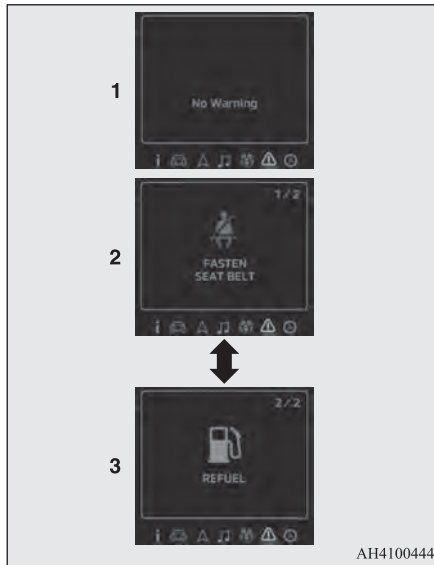 1
No Warning
2
1/2
FASTEN
SEAT BELT
3
2/2
REFUEL
AH4100444